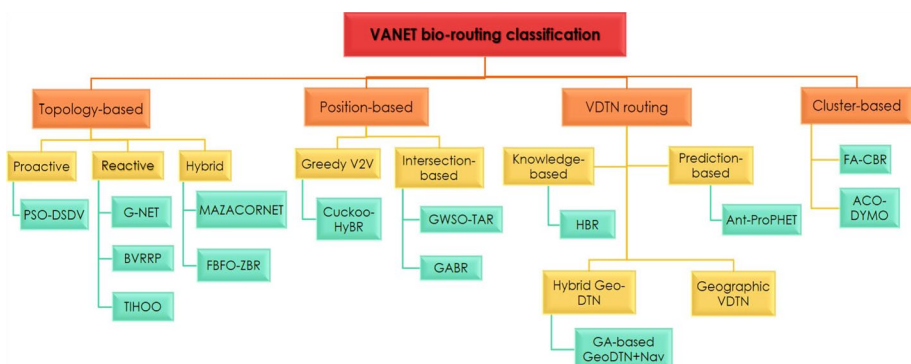 VANET bio-routing classification
Topology-based
Position-based
VDTN routing
Cluster-based
Proactive
Reactive
Hybrid
Greedy V2V
Intersection-
based
Knowledge-
based
Prediction-
based
FA-CBR
PSO-DSDV
G-NET
MAZACORNET
Cuckoo-
HyBR
GWSO-TAR
HBR
Ant-ProPHET
ACO-
DYMO
BVRRP
FBFO-ZBR
GABR
TIHOO
Hybrid Geo-
DTN
Geographic
VDTN
GA-based
GeoDTN+Nav